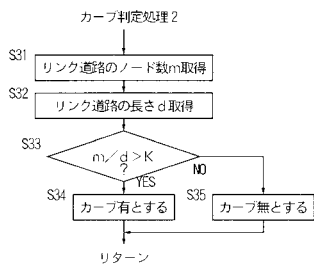 カーブ判定処理2
S31
リンク道路のノード数m取得
S32
リンク道路の長さd取得
S33
m/d>K
?
YES
NO
S34
カーブ有とする
S35
カーブ無とする
リターン